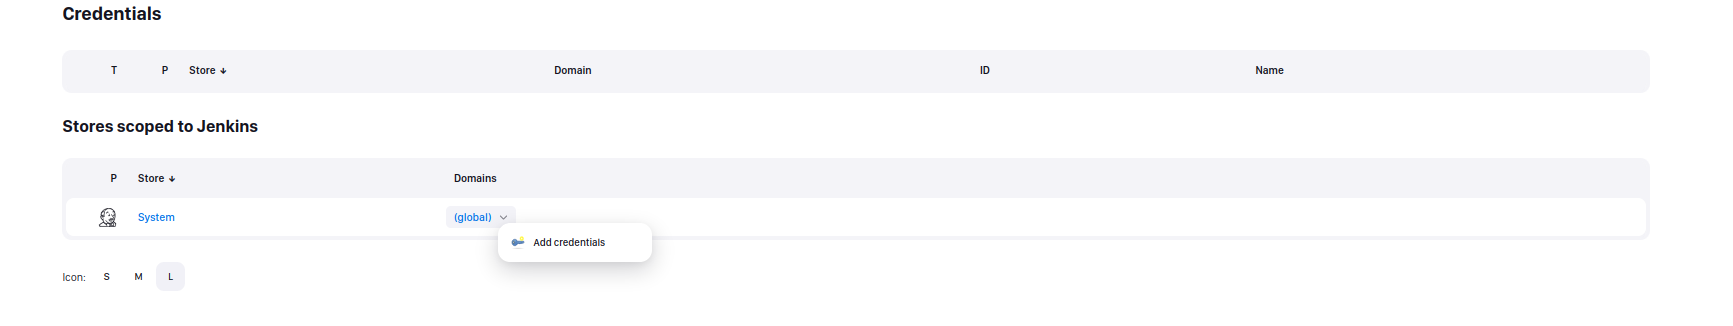 Credentials
T P Store ↓ Domain ID Name
Stores scoped to Jenkins
P Store ↓ Domains
System (global)
Add credentials
Icon: S M L